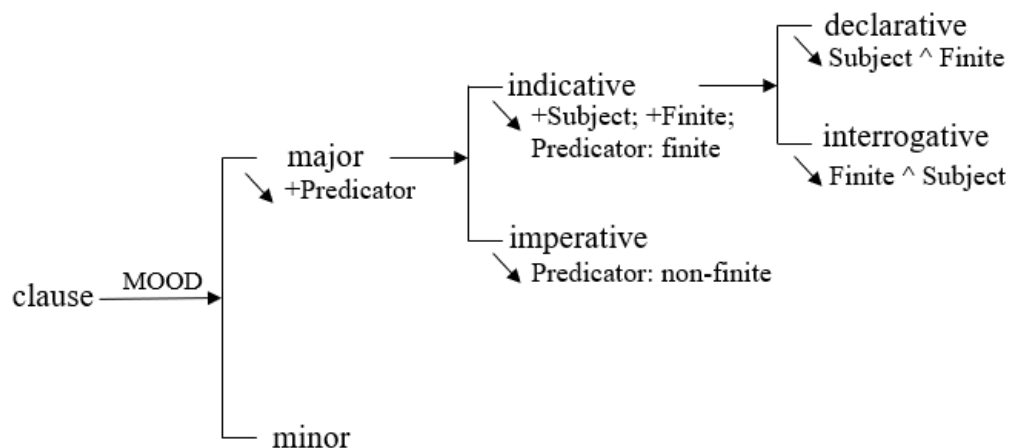 declarative
Subject ^ Finite
indicative
+Subject; +Finite;
Predicator: finite
interrogative
Finite ^ Subject
major
+Predicator
imperative
Predicator: non-finite
MOOD
clause
minor